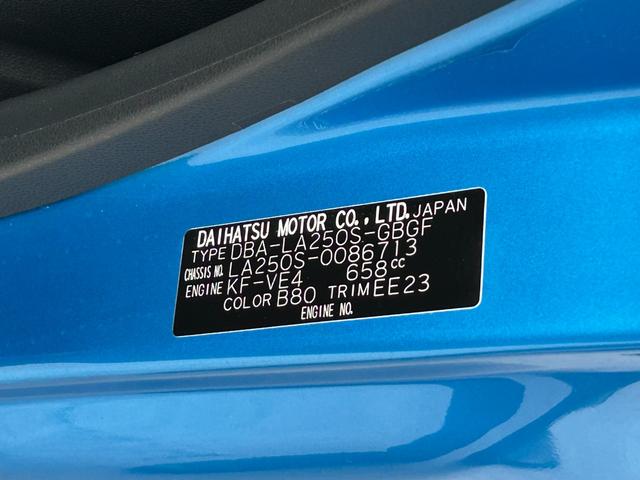 DAIHATSU MOTOR CO., LTD. JAPAN
TYPE DBA-LA250S-GBGF
CHASSIS NO. LA250S-0086713
ENGINE KF-VE4 658cc
COLOR B80 TRIM EE23
ENGINE NO.